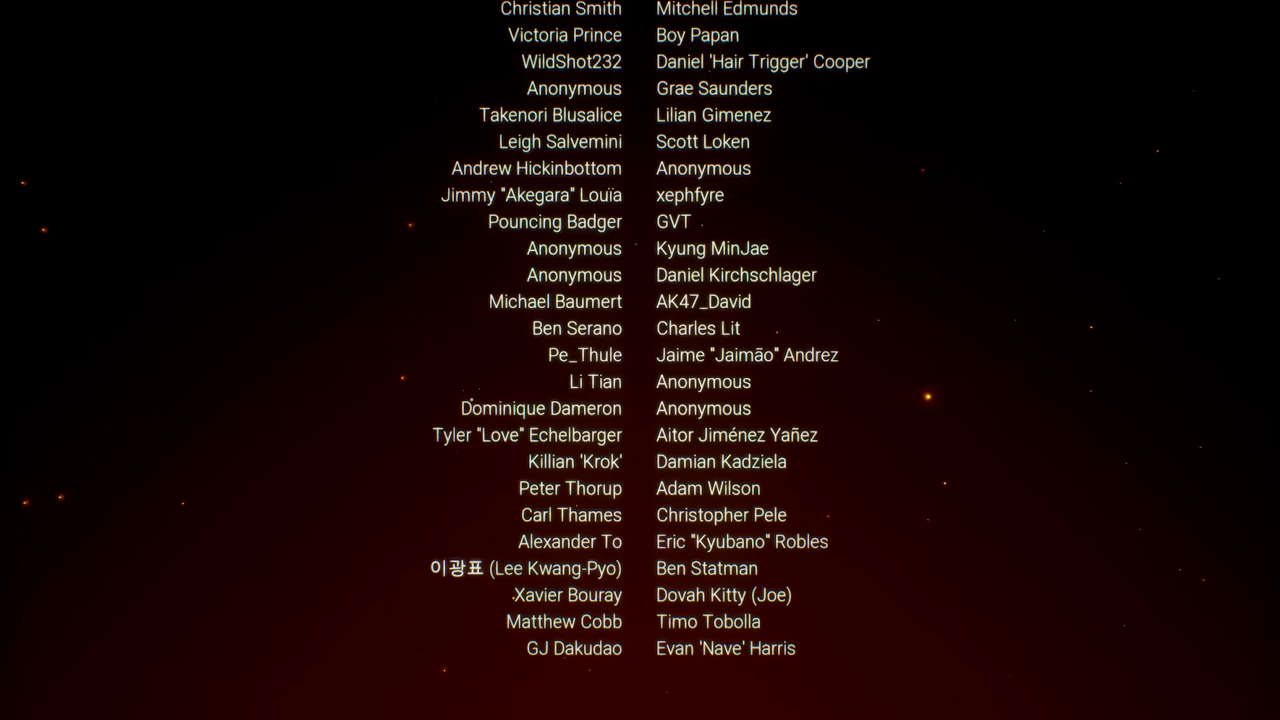 Christian Smith Mitchell Edmunds
Victoria Prince Boy Papan
WildShot232 Daniel 'Hair Trigger' Cooper
Anonymous Grae Saunders
Takenori Blusalice Lilian Gimenez
Leigh Salvemini Scott Loken
Andrew Hickinbottom Anonymous
Jimmy "Akegara" Louïa xephfyre
Pouncing Badger GVT
Anonymous Kyung MinJae
Anonymous Daniel Kirchschlager
Michael Baumert AK47_David
Ben Serano Charles Lit
Pe_Thule Jaime "Jaimão" Andrez
Li Tian Anonymous
Dominique Dameron Anonymous
Tyler "Love" Echelbarger Aitor Jiménez Yañez
Killian 'Krok' Damian Kadziela
Peter Thorup Adam Wilson
Carl Thames Christopher Pele
Alexander To Eric "Kyubano" Robles
이광표 (Lee Kwang-Pyo) Ben Statman
Xavier Bouray Dovah Kitty (Joe)
Matthew Cobb Timo Tobolla
GJ Dakudao Evan 'Nave' Harris